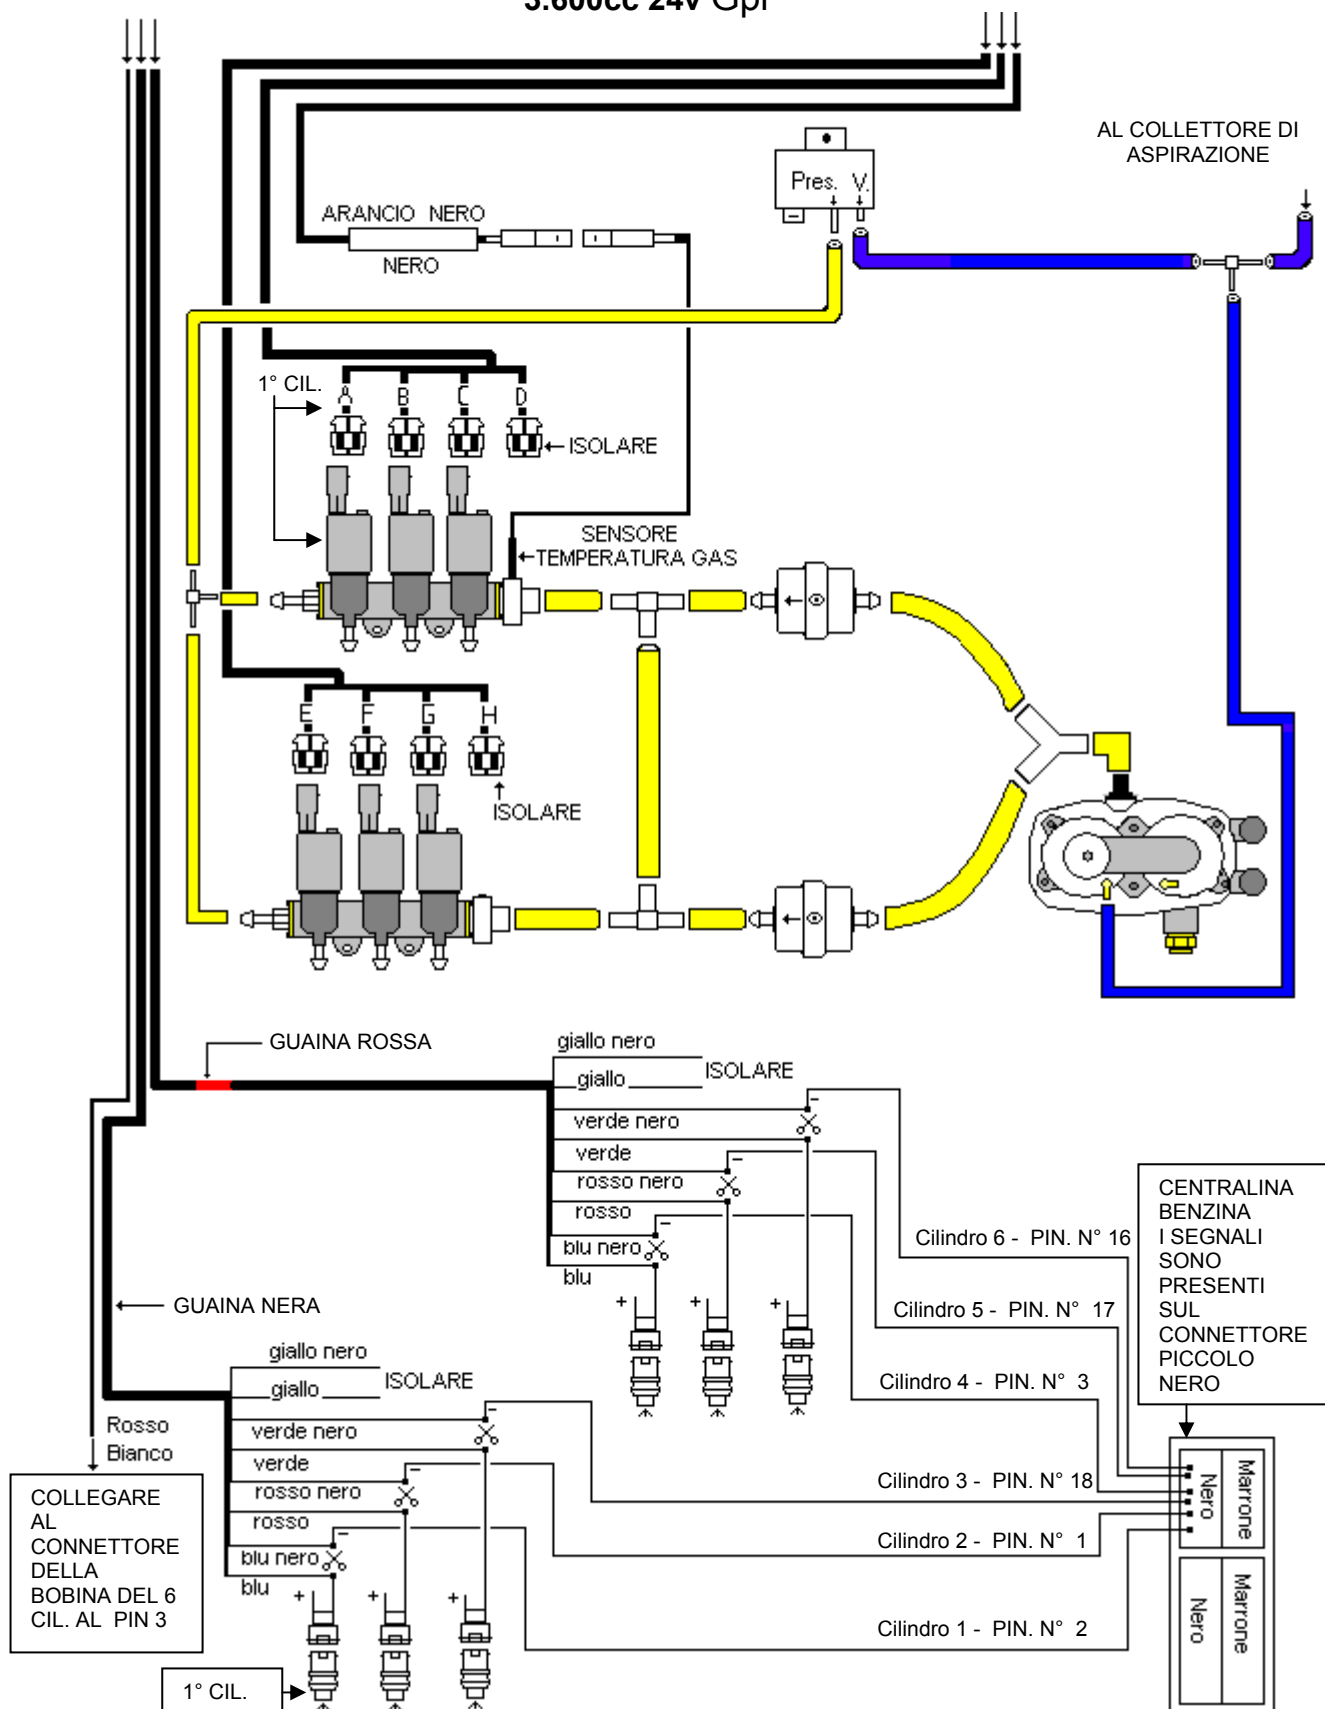 3.600cc 24v Gpl
AL COLLETTORE DI
ASPIRAZIONE
Pres. V.
ARANCIO NERO
NERO
1° CIL.
A B C D
ISOLARE
SENSORE
TEMPERATURA GAS
E F G H
ISOLARE
GUAINA ROSSA
giallo nero
giallo
ISOLARE
verde nero
verde
rosso nero
rosso
blu nero
blu
CENTRALINA
BENZINA
I SEGNALI
SONO
PRESENTI
SUL
CONNETTORE
PICCOLO
NERO
Cilindro 6 - PIN. N° 16
Cilindro 5 - PIN. N° 17
Cilindro 4 - PIN. N° 3
Cilindro 3 - PIN. N° 18
Cilindro 2 - PIN. N° 1
Cilindro 1 - PIN. N° 2
GUAINA NERA
giallo nero
giallo
ISOLARE
verde nero
verde
rosso nero
rosso
blu nero
blu
Rosso
Bianco
COLLEGARE
AL
CONNETTORE
DELLA
BOBINA DEL 6
CIL. AL PIN 3
1° CIL.
Marrone
Nero
Marrone
Nero